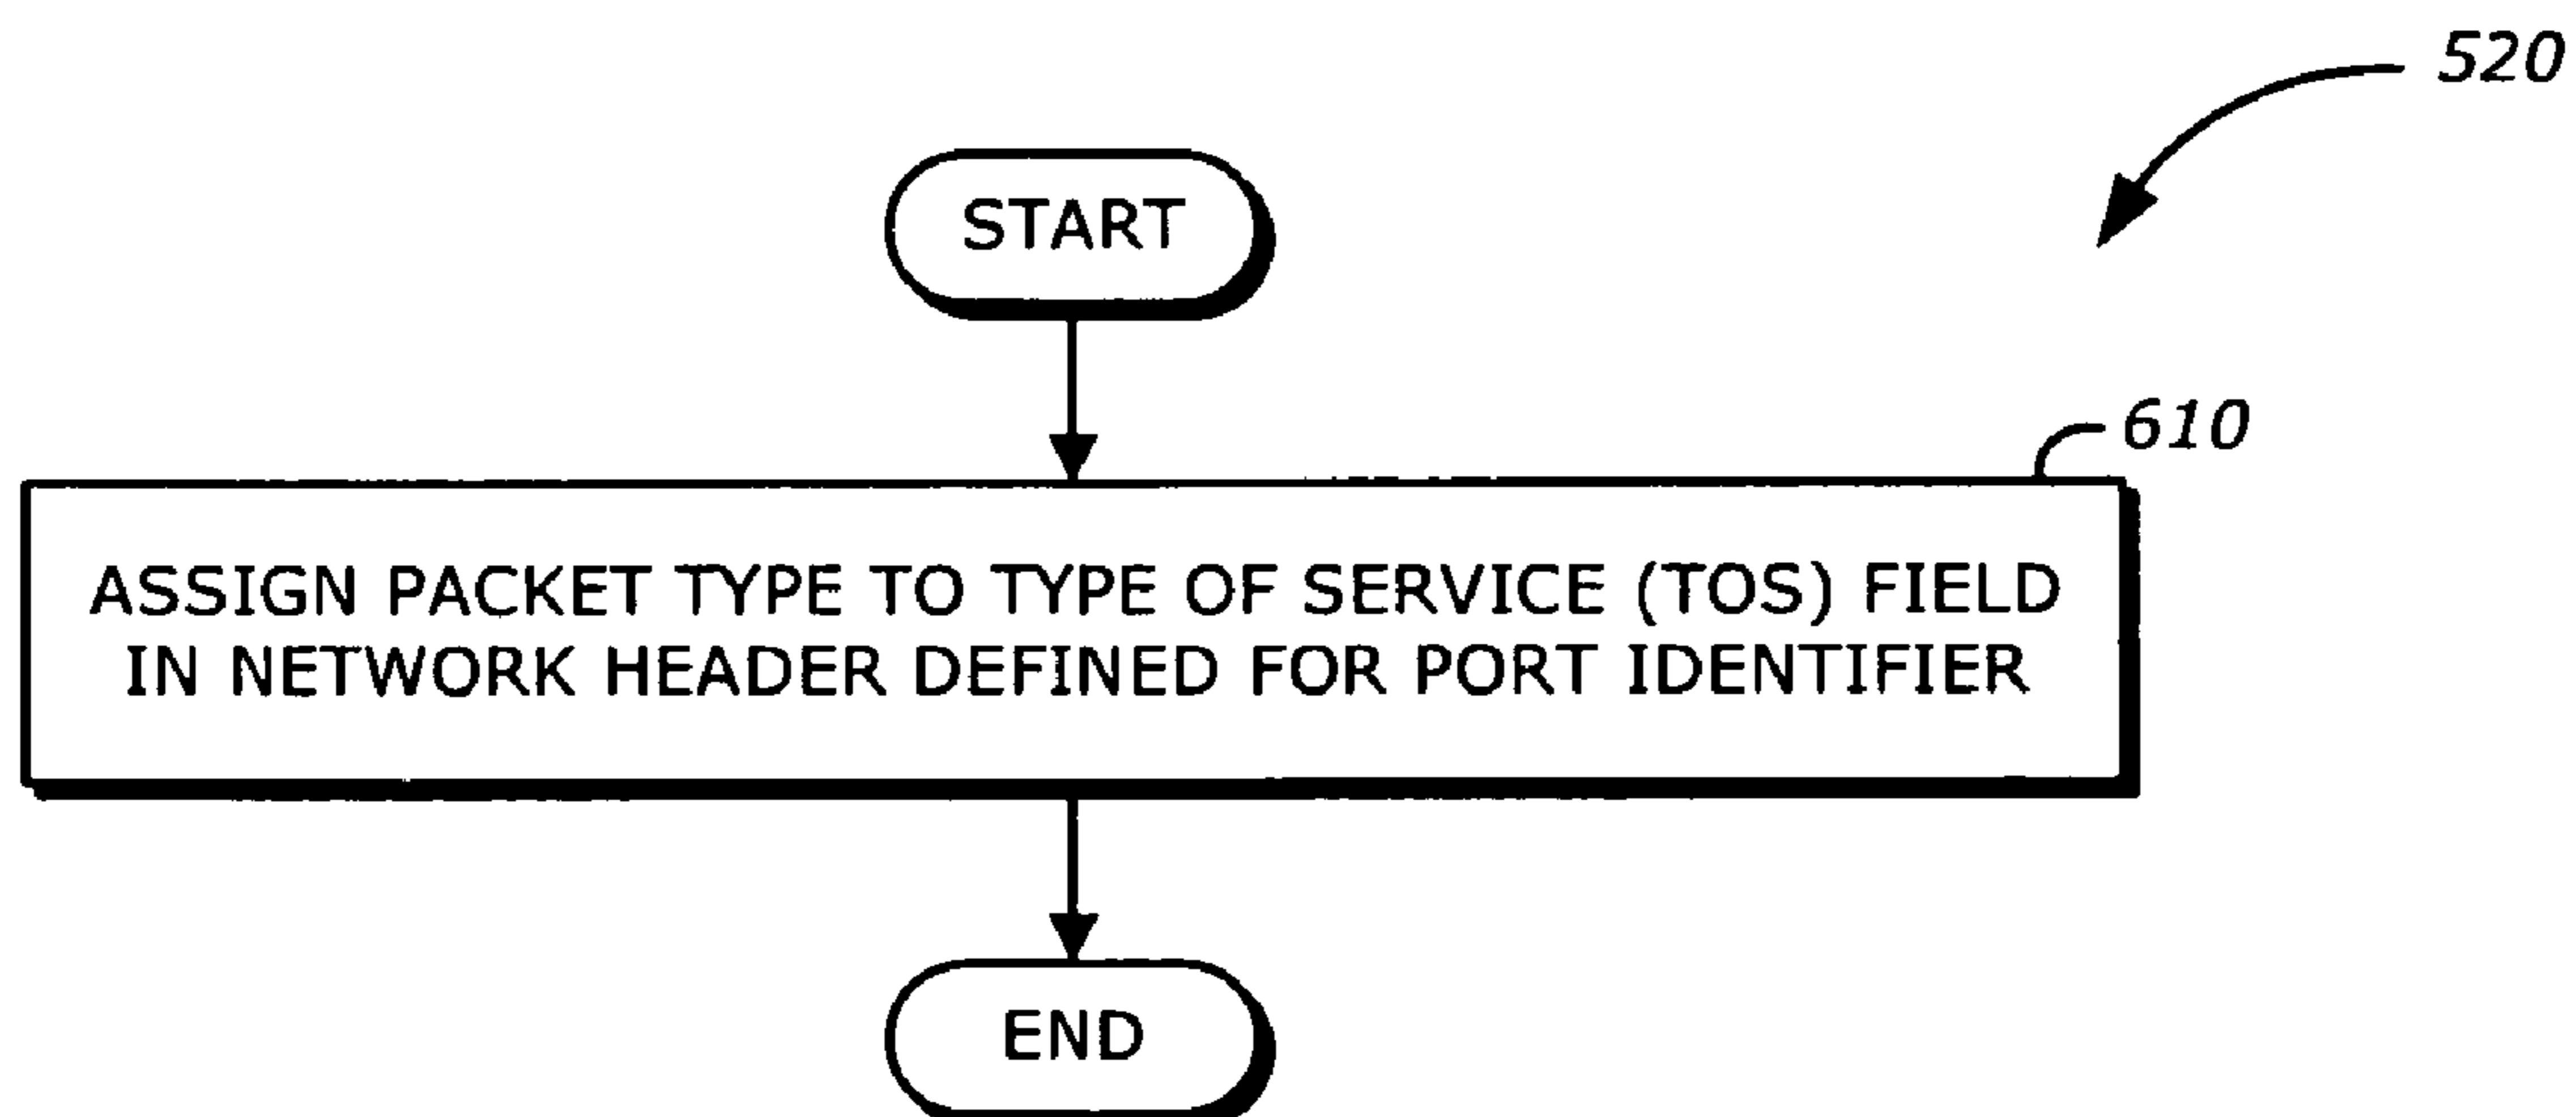 520
START
610
ASSIGN PACKET TYPE TO TYPE OF SERVICE (TOS) FIELD
IN NETWORK HEADER DEFINED FOR PORT IDENTIFIER
END